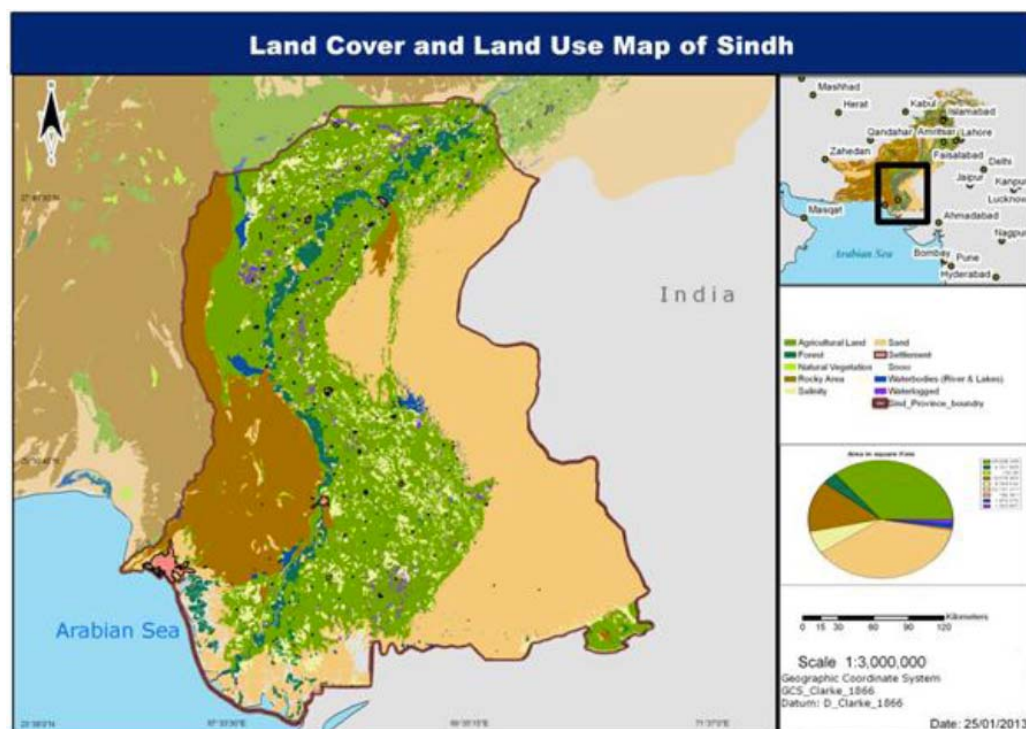 Land Cover and Land Use Map of Sindh
Mashhad
Herat
Kabul
Islamabad
Qandahar
Amritsar
Lahore
Zahedan
Faisalabad
Delhi
Jaipur
Kanpur
Lucknow
Masqat
Ahmadabad
Nagpur
Arabian Sea
Bombay
Pune
Hyderabad
India
Agricultural Land
Sand
Forest
Settlement
Natural Vegetation
Snow
Rocky Area
Waterbodies (River & Lakes)
Salinity
Waterlogged
Sind_Province_boundry
Area in square
Arabian Sea
0 15 30 60 90 120
Kilometers
Scale 1:3,000,000
Geographic Coordinate System
GCS_Clarke_1866
Datum: D_Clarke_1866
Date: 25/01/2013